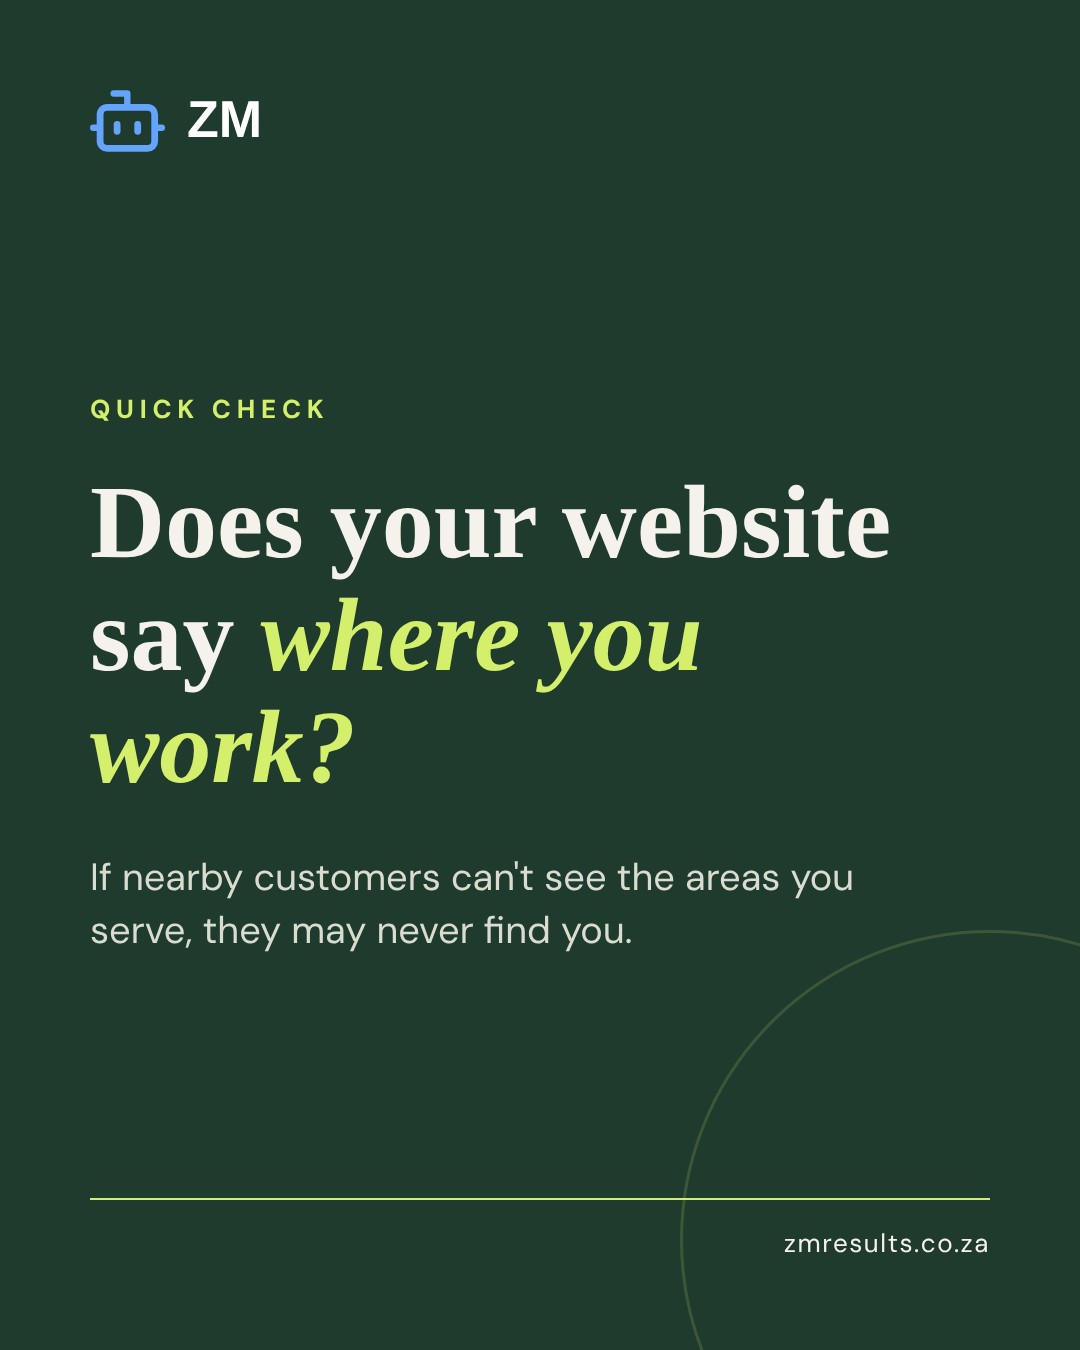 ZM
QUICK CHECK
Does your website
say where you
work?
If nearby customers can't see the areas you
serve, they may never find you.
zmresults.co.za